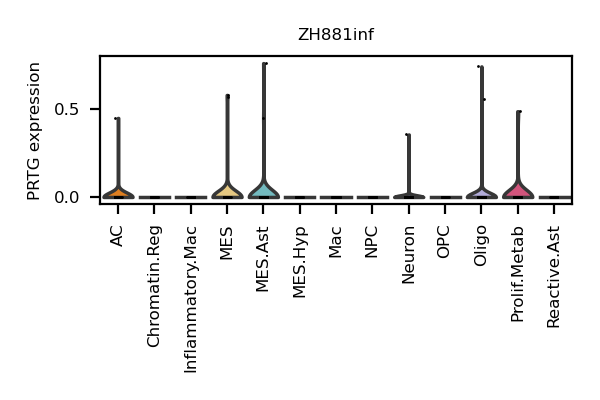 ZH881inf
PRTG expression
0.5
0.0
AC
Chromatin.Reg
Inflammatory.Mac
MES
MES.Ast
MES.Hyp
Mac
NPC
Neuron
OPC
Oligo
Prolif.Metab
Reactive.Ast